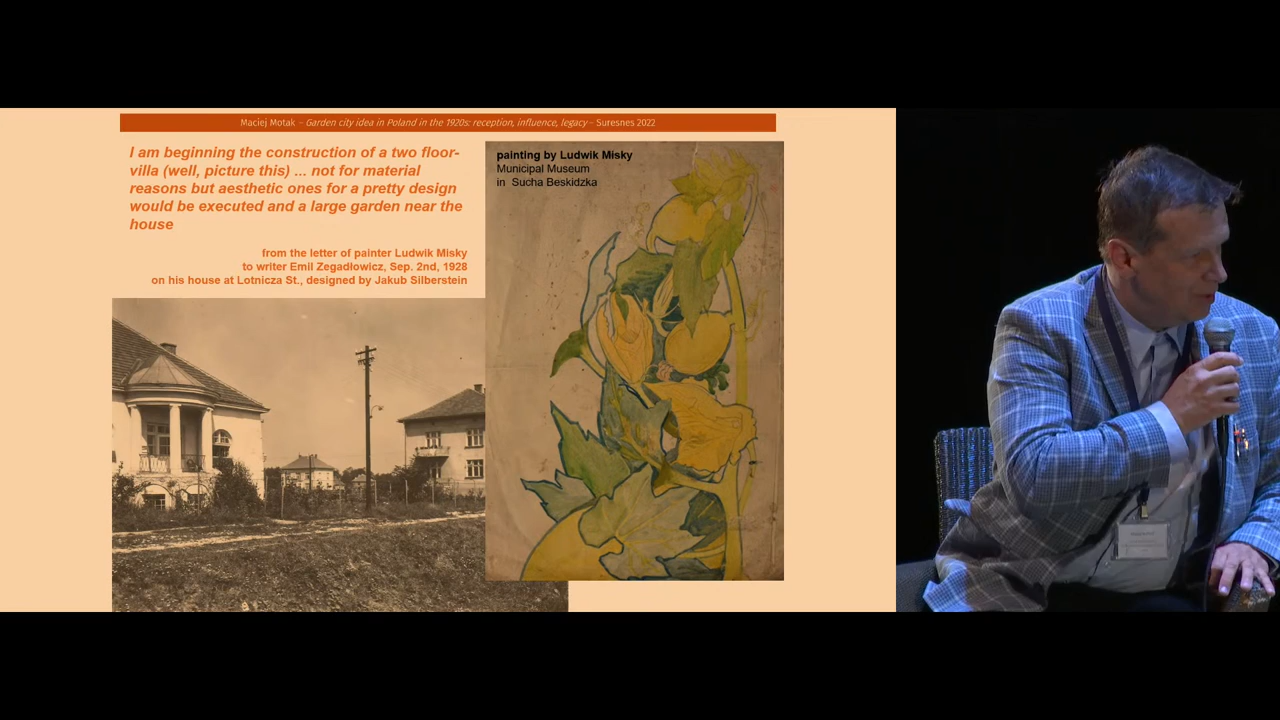 Maciej Motak – Garden city idea in Poland in the 1920s: reception, influence, legacy – Suresnes 2022
I am beginning the construction of a two floor-
villa (well, picture this) ... not for material
reasons but aesthetic ones for a pretty design
would be executed and a large garden near the
house
from the letter of painter Ludwik Misky
to writer Emil Zegadłowicz, Sep. 2nd, 1928
on his house at Lotnicza St., designed by Jakub Silberstein
painting by Ludwik Misky
Municipal Museum
in Sucha Beskidzka